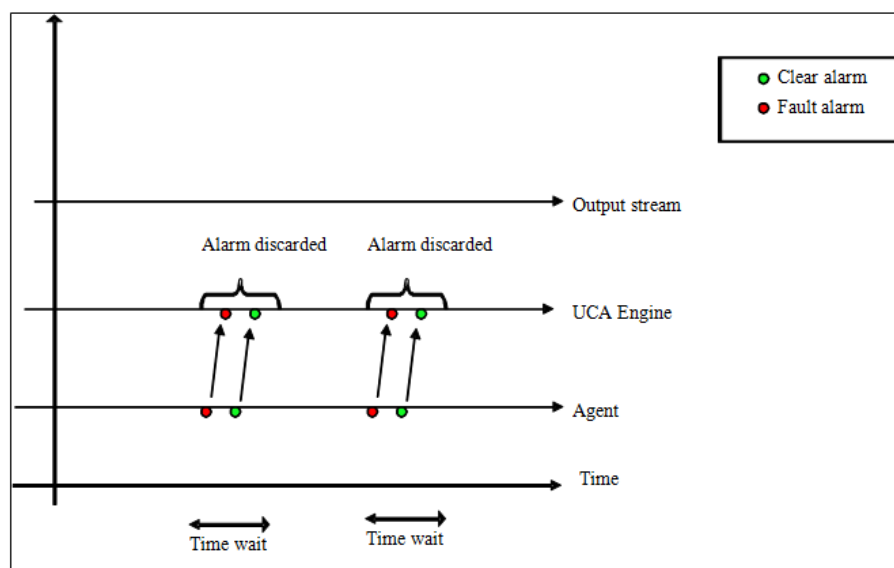 Clear alarm
Fault alarm
Output stream
Alarm discarded
Alarm discarded
UCA Engine
Agent
Time
Time wait
Time wait